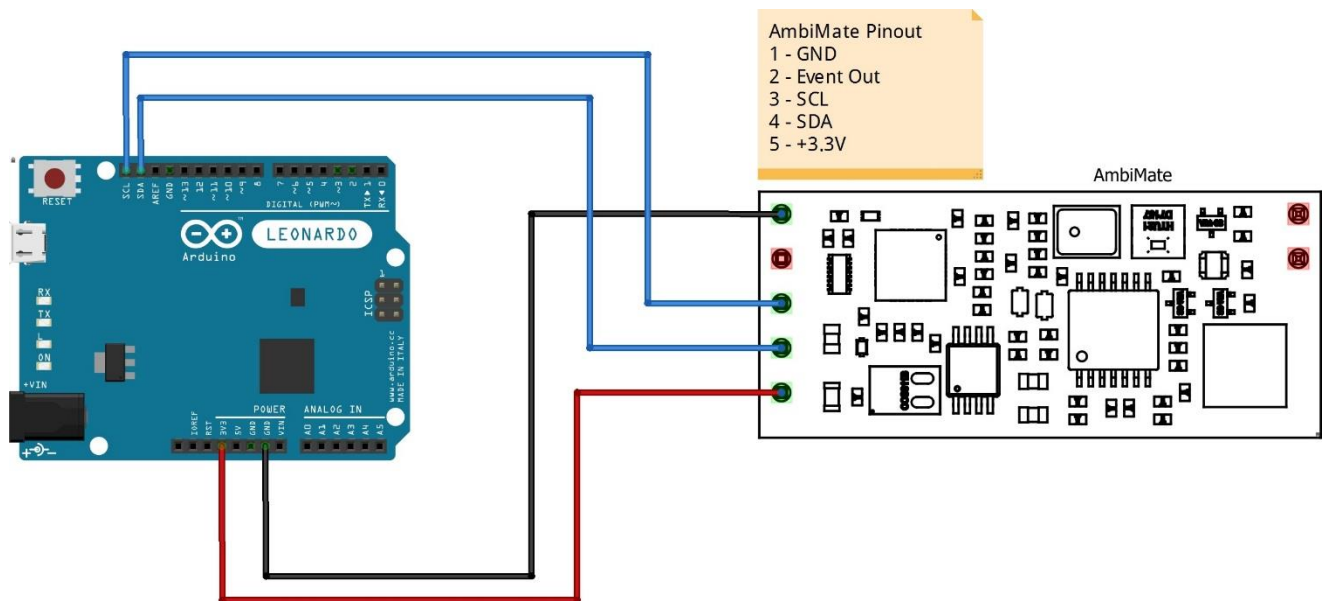 AmbiMate Pinout
1 - GND
2 - Event Out
3 - SCL
4 - SDA
5 - +3.3V
AmbiMate
RESET
SCL
SDA
AREF
GND
~13
12
~11
~10
~9
8
7
~6
~5
4
~3
2
TX▶1
RX◀0
DIGITAL (PWM~)
Arduino
LEONARDO
1
ICSP
RX
TX
L
ON
+VIN
www.arduino.cc
MADE IN ITALY
POWER
ANALOG IN
IOREF
RST
3V3
5V
GND
GND
VIN
A0
A1
A2
A3
A4
A5